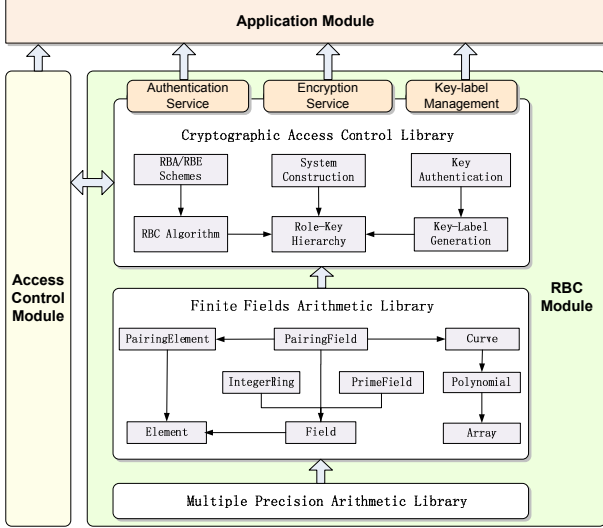 Application Module
Authentication
Service
Encryption
Service
Key-label
Management
Cryptographic Access Control Library
RBA/RBE
Schemes
System
Construction
Key
Authentication
RBC Algorithm
Role-Key
Hierarchy
Key-Label
Generation
Access
Control
Module
RBC
Module
Finite Fields Arithmetic Library
PairingElement
PairingField
Curve
IntegerRing
PrimeField
Polynomial
Element
Field
Array
Multiple Precision Arithmetic Library